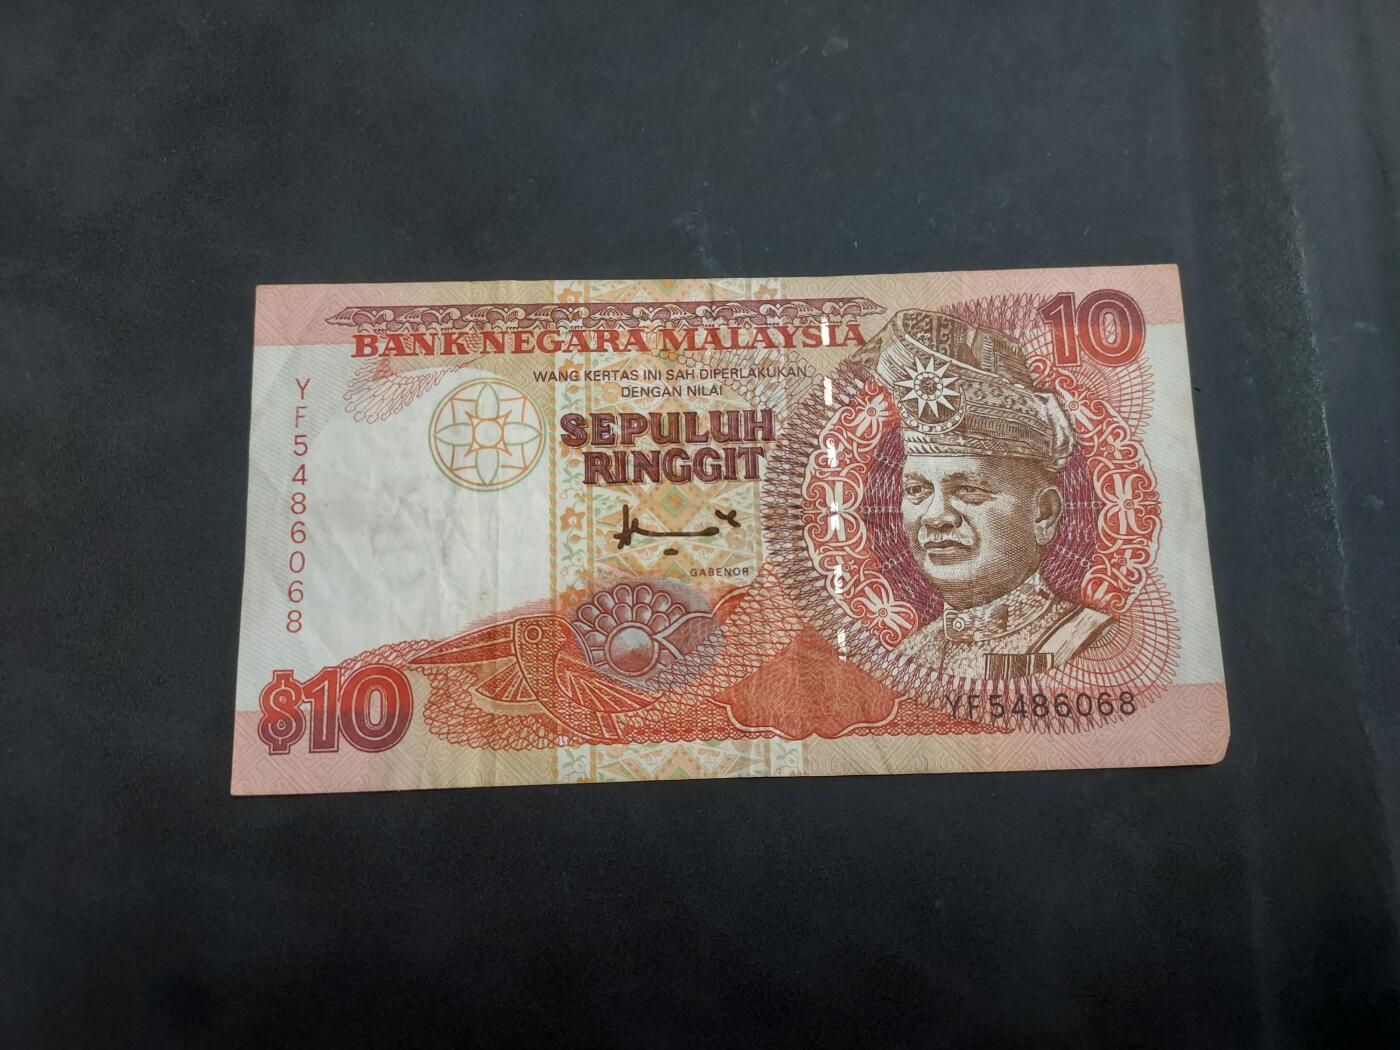 10
BANK NEGARA MALAYSIA
WANG KERTAS INI SAH DIPERLAKUKAN
DENGAN NILAI
SEPULUH
RINGGIT
GABENOR
YF5486068
$10
YF5486068